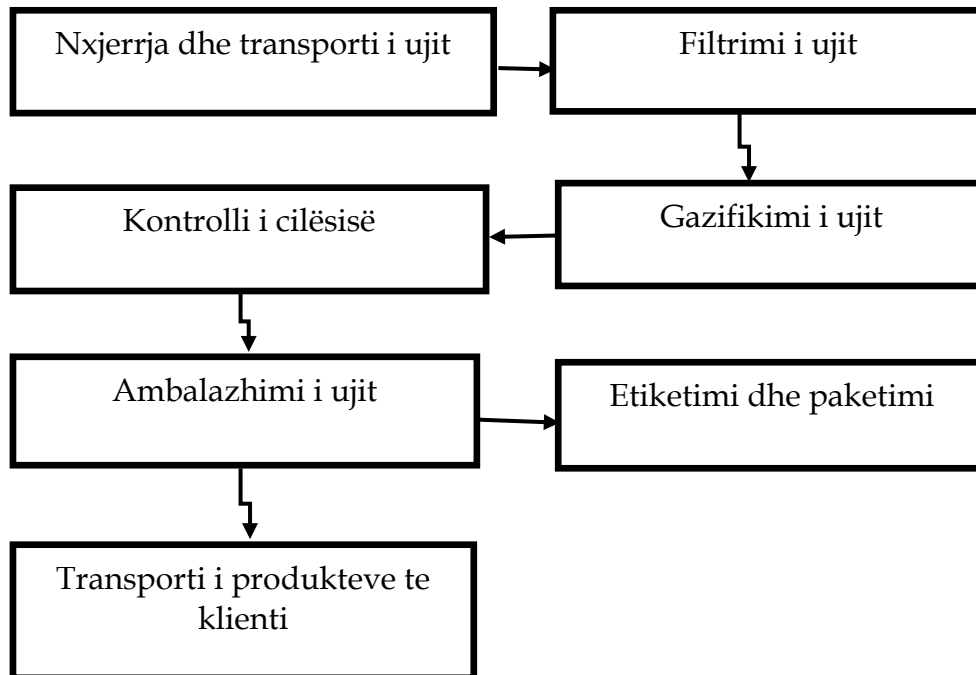 Nxjerrja dhe transporti i ujit
Filtrimi i ujit
Kontrolli i cilësisë
Gazifikimi i ujit
Ambalazhimi i ujit
Etiketimi dhe paketimi
Transporti i produkteve te
klienti